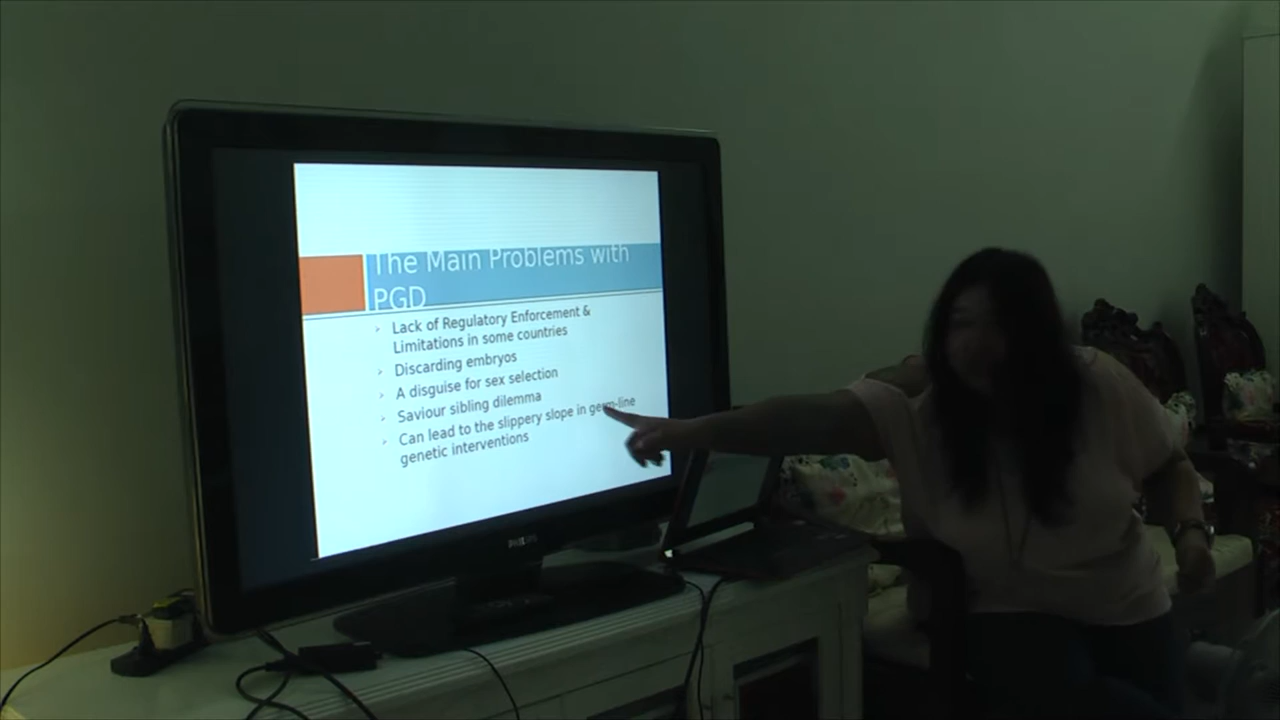 The Main Problems with
PGD
Lack of Regulatory Enforcement &
Limitations in some countries
Discarding embryos
A disguise for sex selection
Saviour sibling dilemma
Can lead to the slippery slope in germ-line
genetic interventions
PHILIPS